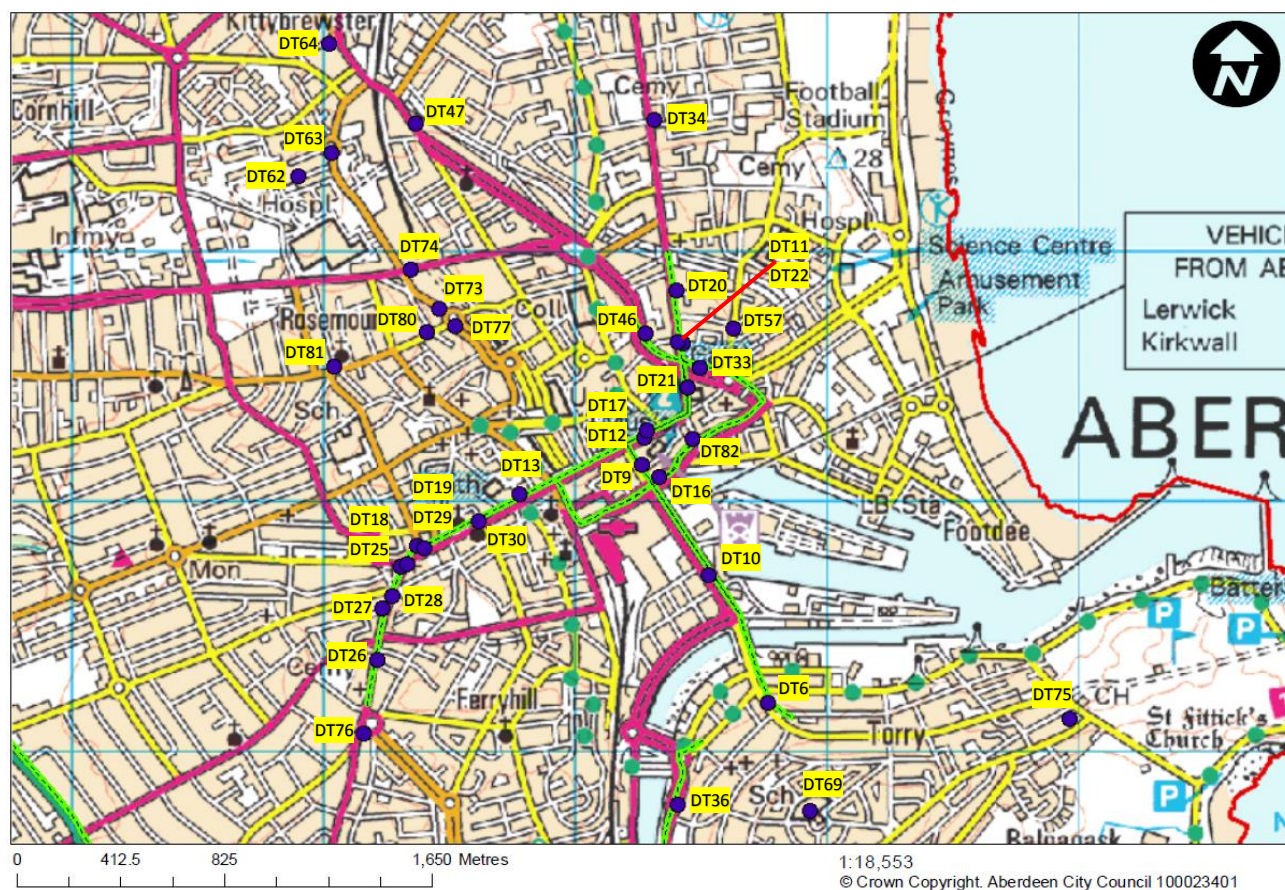 Kittybrewster
DT64
Cornhill
DT47
Cemy
DT34
Football
Stadium
DT63
28
Cemy
DT62
Hospl
Hospl
Infmy
DT11
DT22
Science Centre
Amusement
Park
VEHIC
FROM AB
Lerwick
Kirkwall
DT74
DT20
DT73
Coll
DT46
DT57
Rosemount
DT80
DT77
DT81
DT33
DT21
Sch
DT17
DT12
ABER
DT82
DT9
DT13
DT19
DT16
DT18
DT29
LB Sta
Footdee
DT30
DT25
Mon
DT10
DT27
DT28
Batter
P
P
DT26
Cemy
Ferryhill
DT6
DT75
CH
DT76
Torry
St Fittick's
Church
DT69
Sch
P
DT36
Balnagask
N
0 412.5 825 1,650 Metres
1:18,553
© Crown Copyright. Aberdeen City Council 100023401